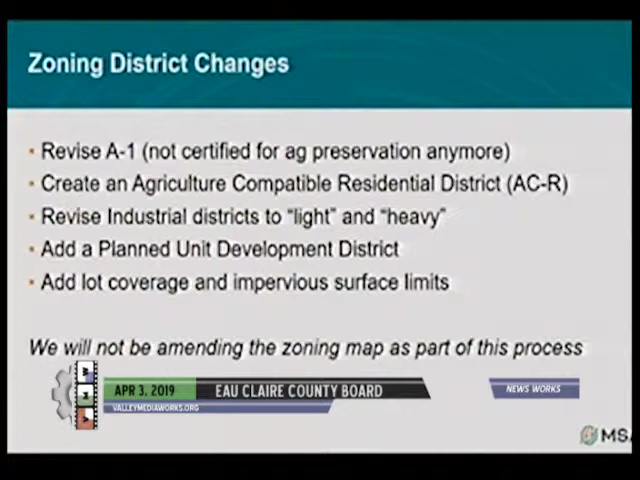 Zoning District Changes
• Revise A-1 (not certified for ag preservation anymore)
• Create an Agriculture Compatible Residential District (AC-R)
• Revise Industrial districts to “light” and “heavy”
• Add a Planned Unit Development District
• Add lot coverage and impervious surface limits
We will not be amending the zoning map as part of this process
APR 3, 2019 EAU CLAIRE COUNTY BOARD NEWS WORKS
VALLEYMEDIAWORKS.ORG
MSA